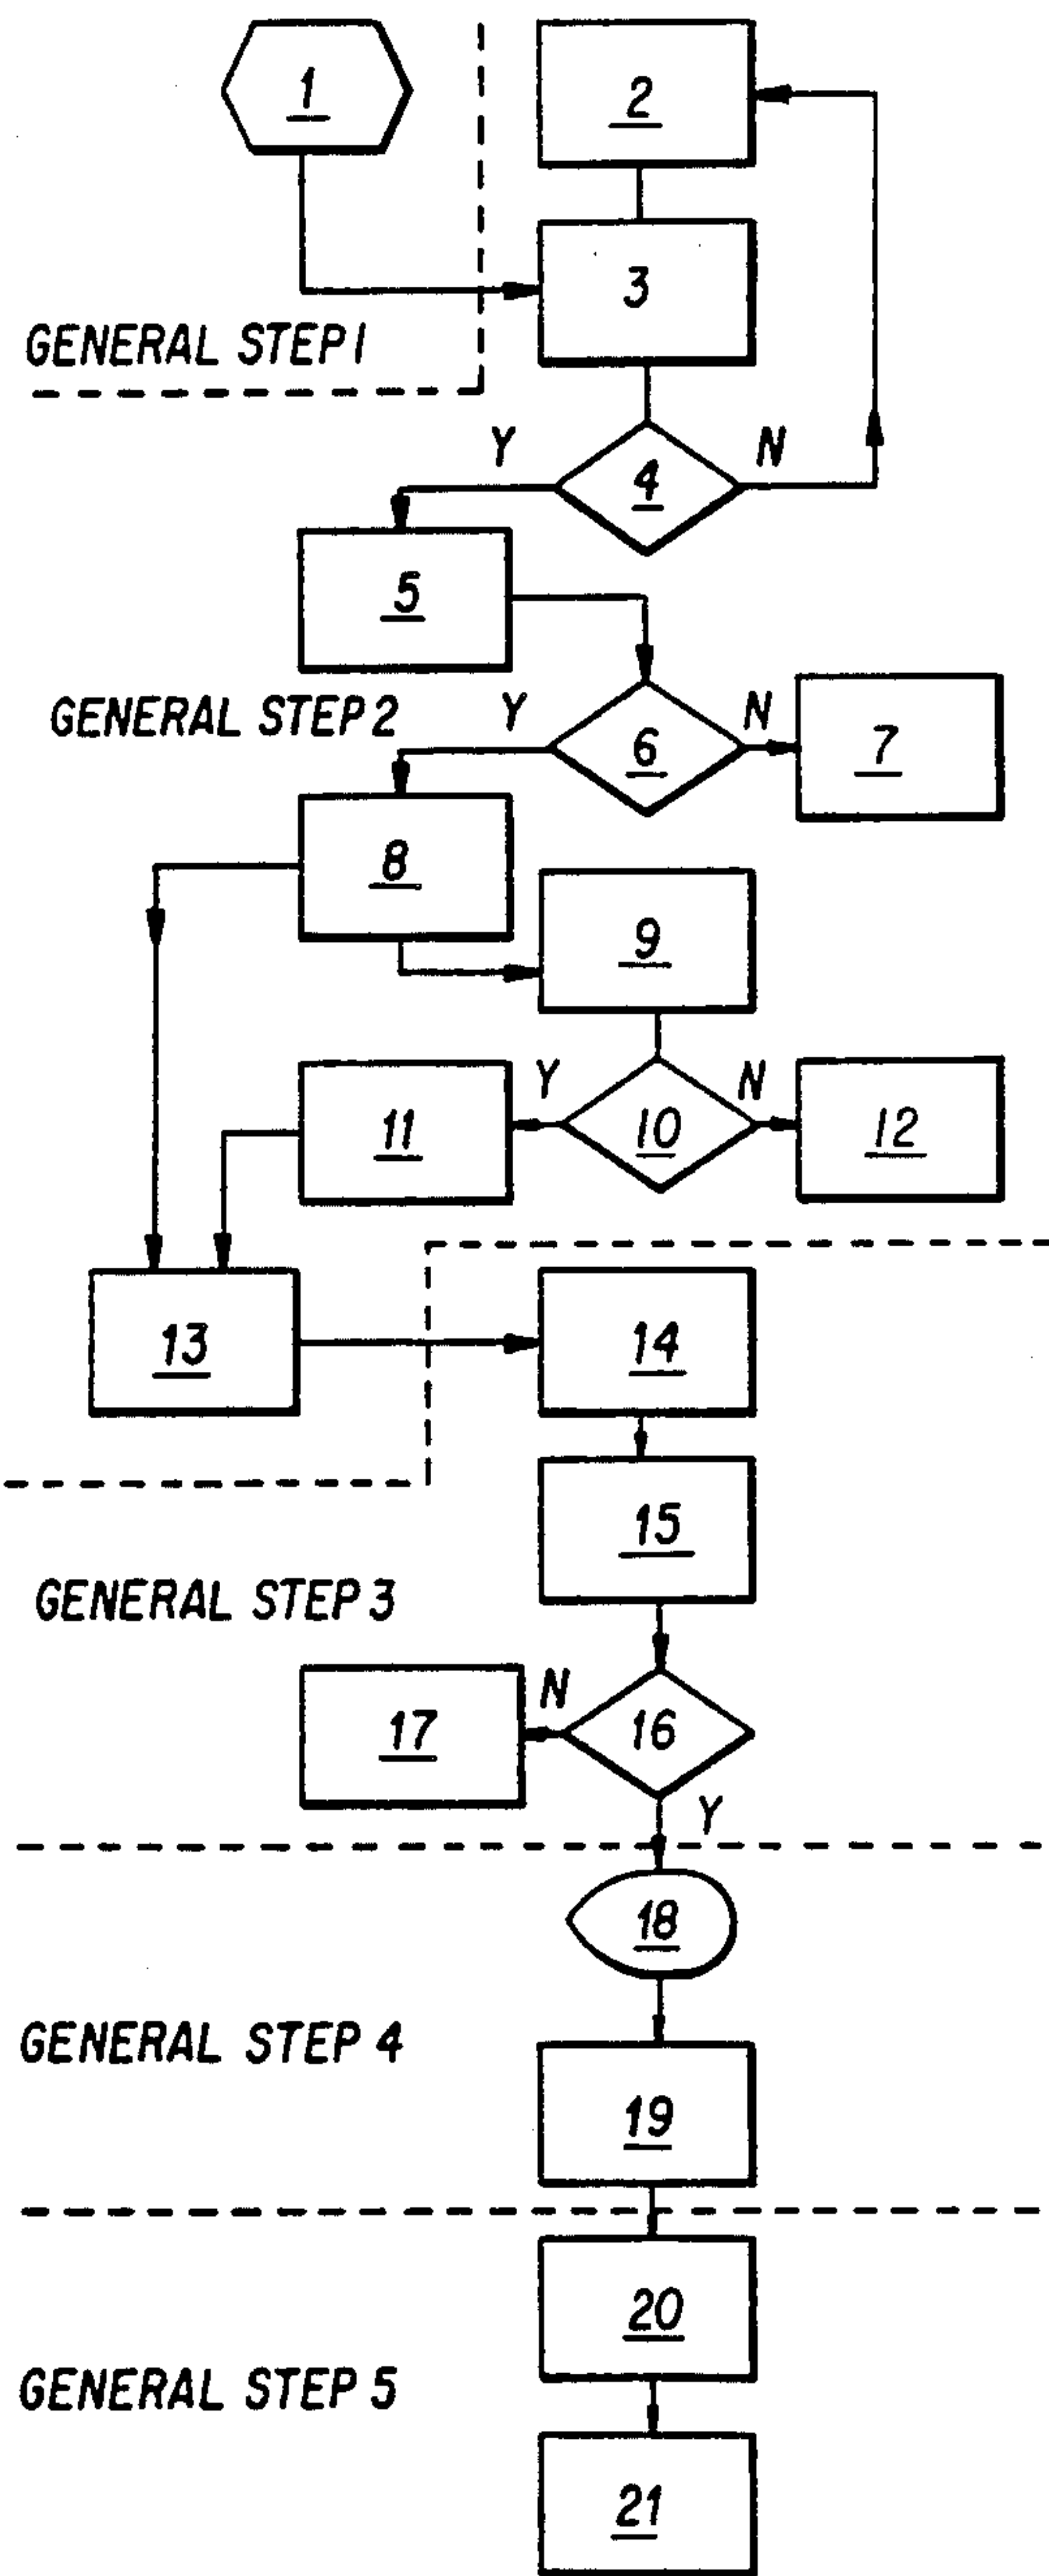 1
2
3
GENERAL STEP 1
Y
4
N
5
GENERAL STEP 2
Y
6
N
7
8
9
11
Y
10
N
12
13
14
15
GENERAL STEP 3
17
N
16
Y
18
GENERAL STEP 4
19
20
GENERAL STEP 5
21